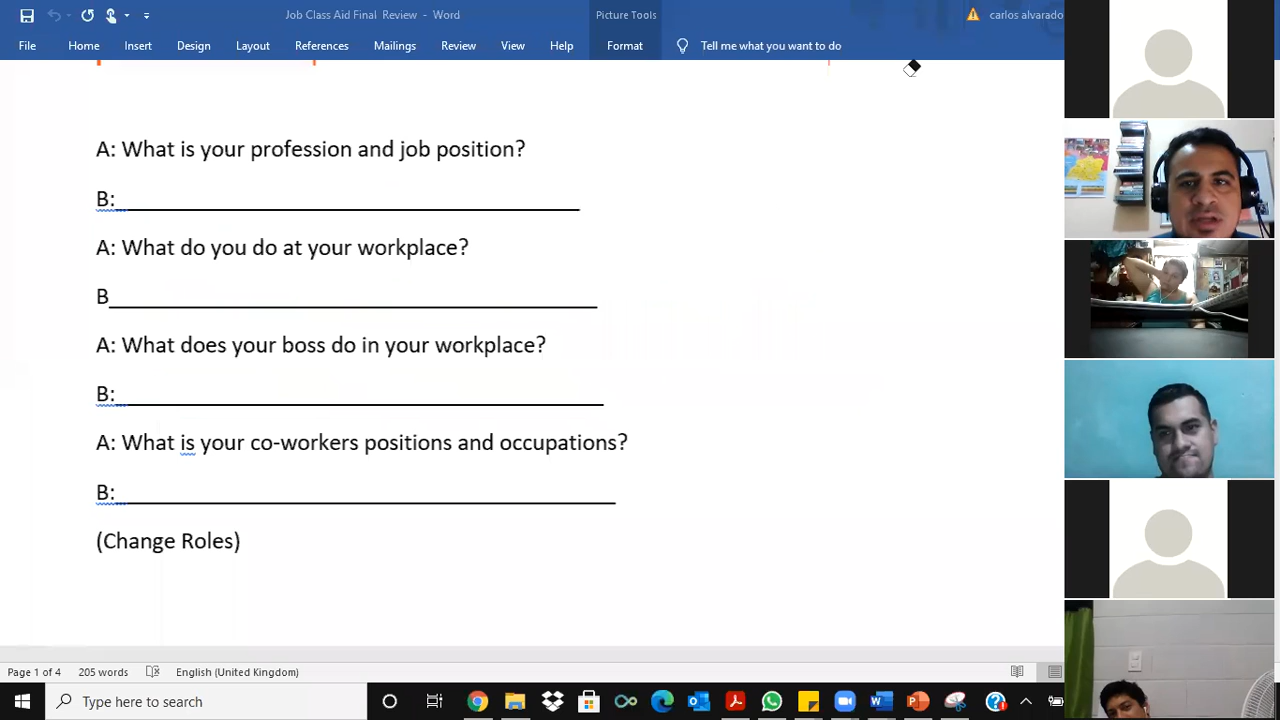 Job Class Aid Final Review - Word
Picture Tools
carlos alvarado
File Home Insert Design Layout References Mailings Review View Help Format Tell me what you want to do
A: What is your profession and job position?
B:
A: What do you do at your workplace?
B
A: What does your boss do in your workplace?
B:
A: What is your co-workers positions and occupations?
B:
(Change Roles)
Page 1 of 4 205 words English (United Kingdom)
Type here to search